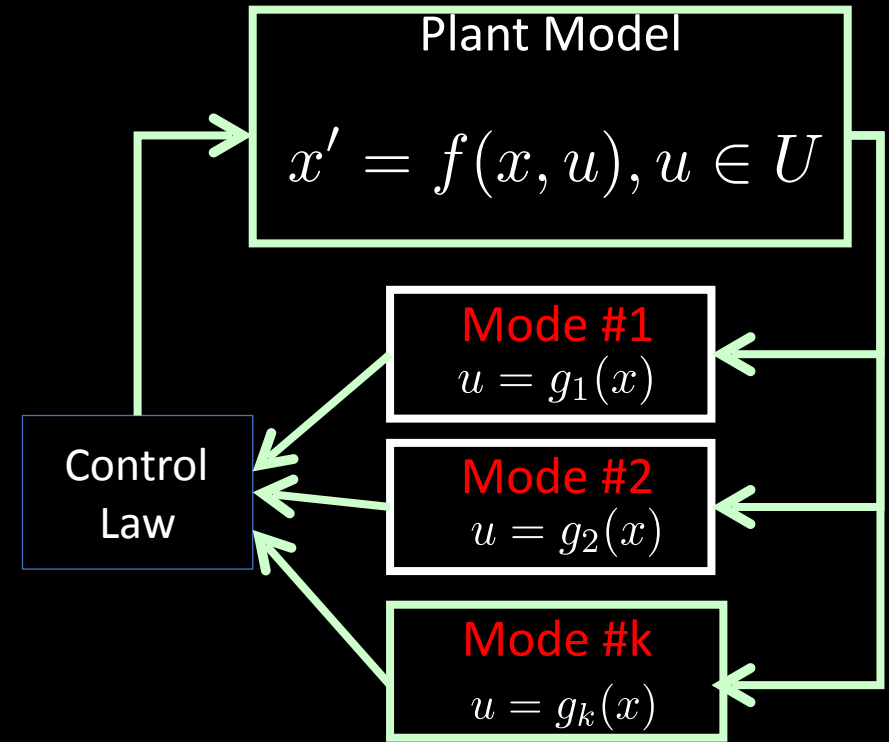 Plant Model
x′ = f(x, u), u ∈ U
Mode #1
u = g₁(x)
Control
Law
Mode #2
u = g₂(x)
Mode #k
u = gₖ(x)